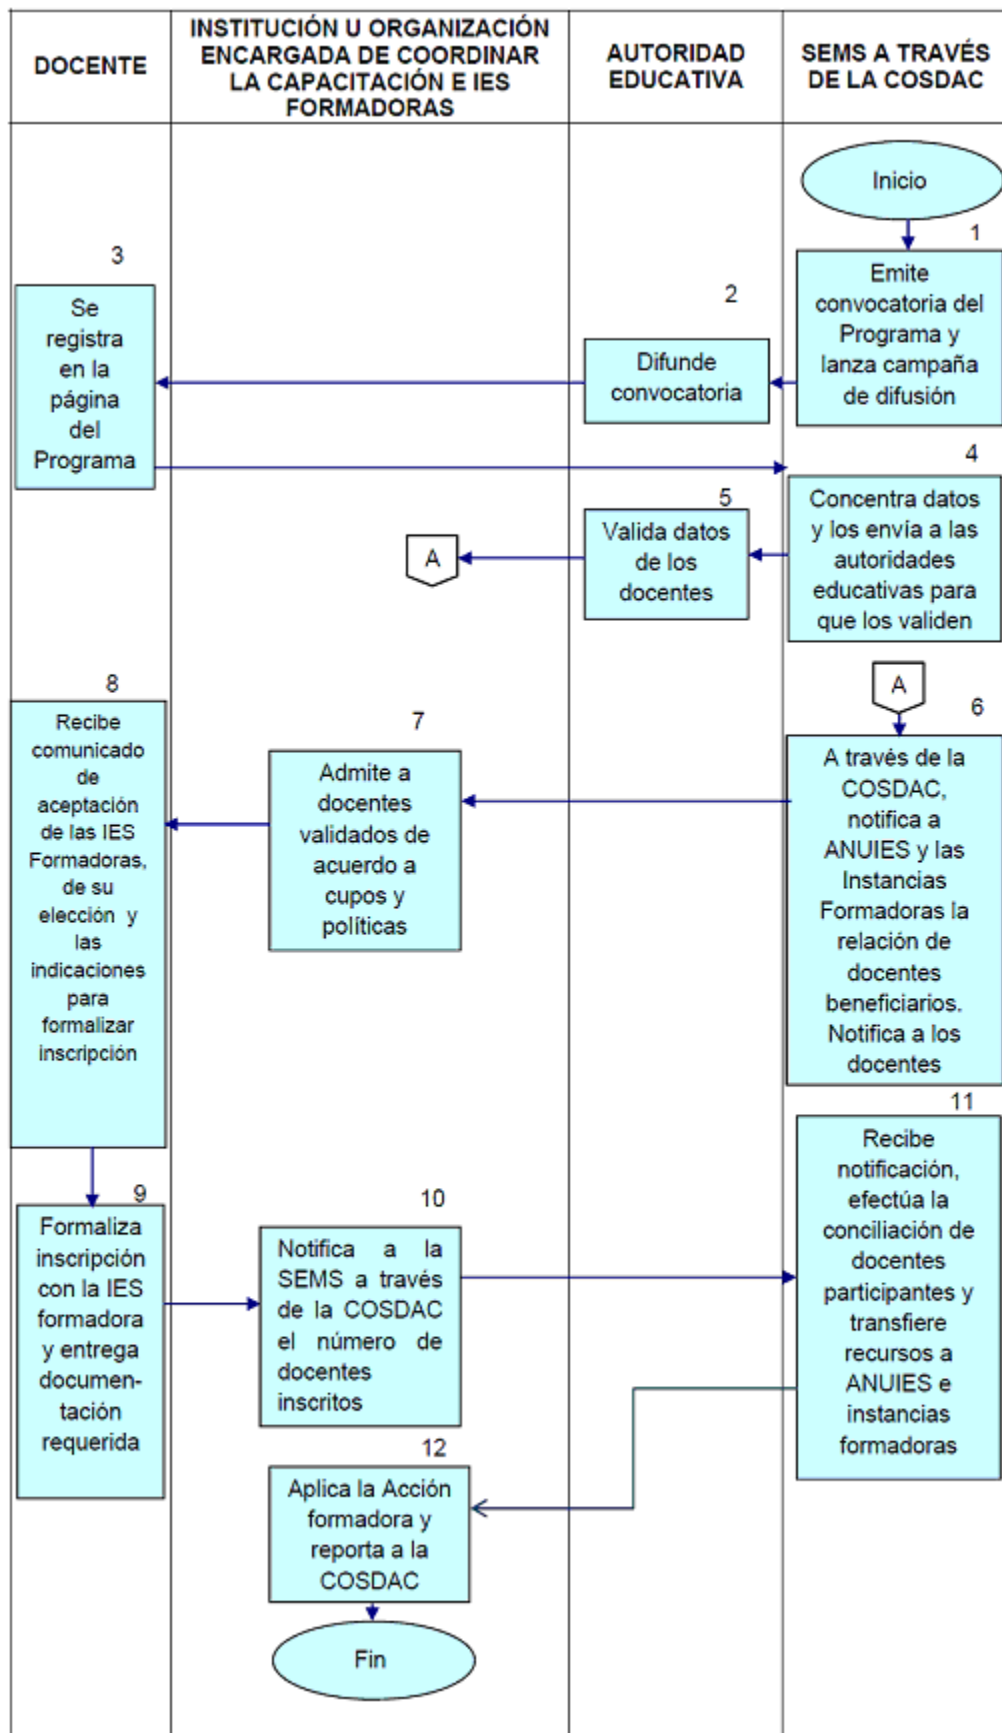 DOCENTE
INSTITUCIÓN U ORGANIZACIÓN
ENCARGADA DE COORDINAR
LA CAPACITACIÓN E IES
FORMADORAS
AUTORIDAD
EDUCATIVA
SEMS A TRAVÉS
DE LA COSDAC
Inicio
1
Emite
convocatoria del
Programa y
lanza campaña
de difusión
2
Difunde
convocatoria
3
Se
registra
en la
página
del
Programa
4
Concentra datos
y los envía a las
autoridades
educativas para
que los validen
5
Valida datos
de los
docentes
A
A
6
A través de la
COSDAC,
notifica a
ANUIES y las
Instancias
Formadoras la
relación de
docentes
beneficiarios.
Notifica a los
docentes
7
Admite a
docentes
validados de
acuerdo a
cupos y
políticas
8
Recibe
comunicado
de
aceptación
de las IES
Formadoras,
de su
elección y
las
indicaciones
para
formalizar
inscripción
9
Formaliza
inscripción
con la IES
formadora
y entrega
documen-
tación
requerida
10
Notifica a la
SEMS a través
de la COSDAC
el número de
docentes
inscritos
11
Recibe
notificación,
efectúa la
conciliación de
docentes
participantes y
transfiere
recursos a
ANUIES e
instancias
formadoras
12
Aplica la Acción
formadora y
reporta a la
COSDAC
Fin